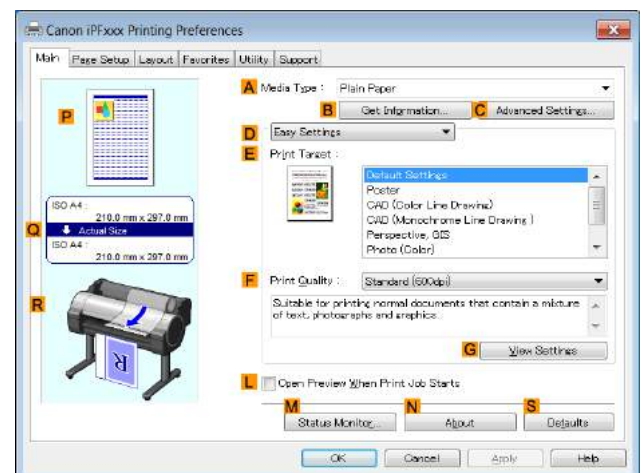 Canon iPFxxx Printing Preferences
Main Page Setup Layout Favorites Utility Support
A Media Type : Plain Paper
B Get Information... C Advanced Settings...
P
D Easy Settings
E Print Target :
Default Settings
Poster
CAD (Color Line Drawing)
CAD (Monochrome Line Drawing )
Perspective, GIS
Photo (Color)
ISO A4 :
210.0 mm x 297.0 mm
Q Actual Size
ISO A4 :
210.0 mm x 297.0 mm
F Print Quality : Standard (600dpi)
Suitable for printing normal documents that contain a mixture
of text, photographs and graphics.
R
R
G View Settings
L Open Preview When Print Job Starts
M N S
Status Monitor... About Defaults
OK Cancel Apply Help